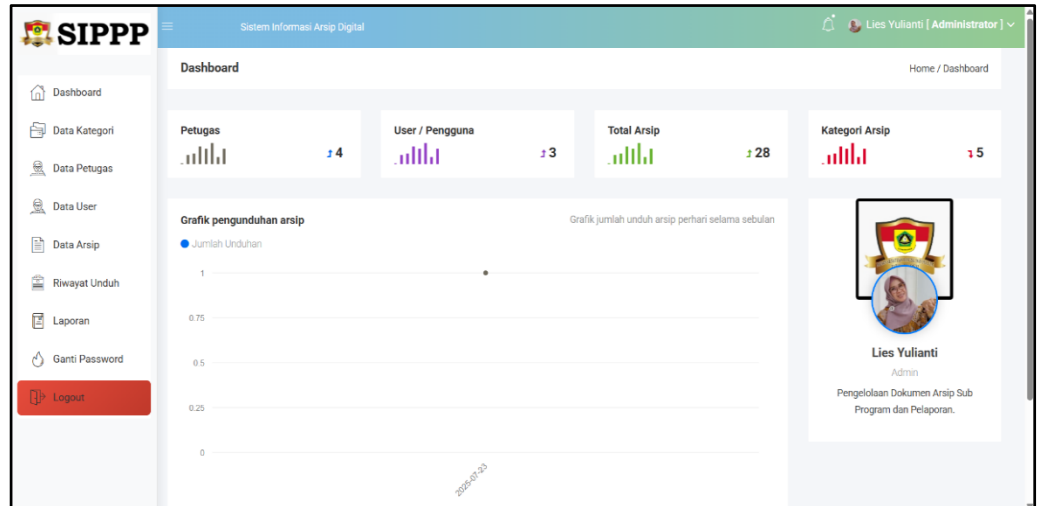 SIPPP
Sistem Informasi Arsip Digital
Lies Yulianti [ Administrator ]
Dashboard
Data Kategori
Data Petugas
Data User
Data Arsip
Riwayat Unduh
Laporan
Ganti Password
Logout
Dashboard
Home / Dashboard
Petugas
4
User / Pengguna
3
Total Arsip
28
Kategori Arsip
5
Grafik pengunduhan arsip
Grafik jumlah unduh arsip perhari selama sebulan
Jumlah Unduhan
1
0.75
0.5
0.25
0
2025-07-23
Lies Yulianti
Admin
Pengelolaan Dokumen Arsip Sub
Program dan Pelaporan.